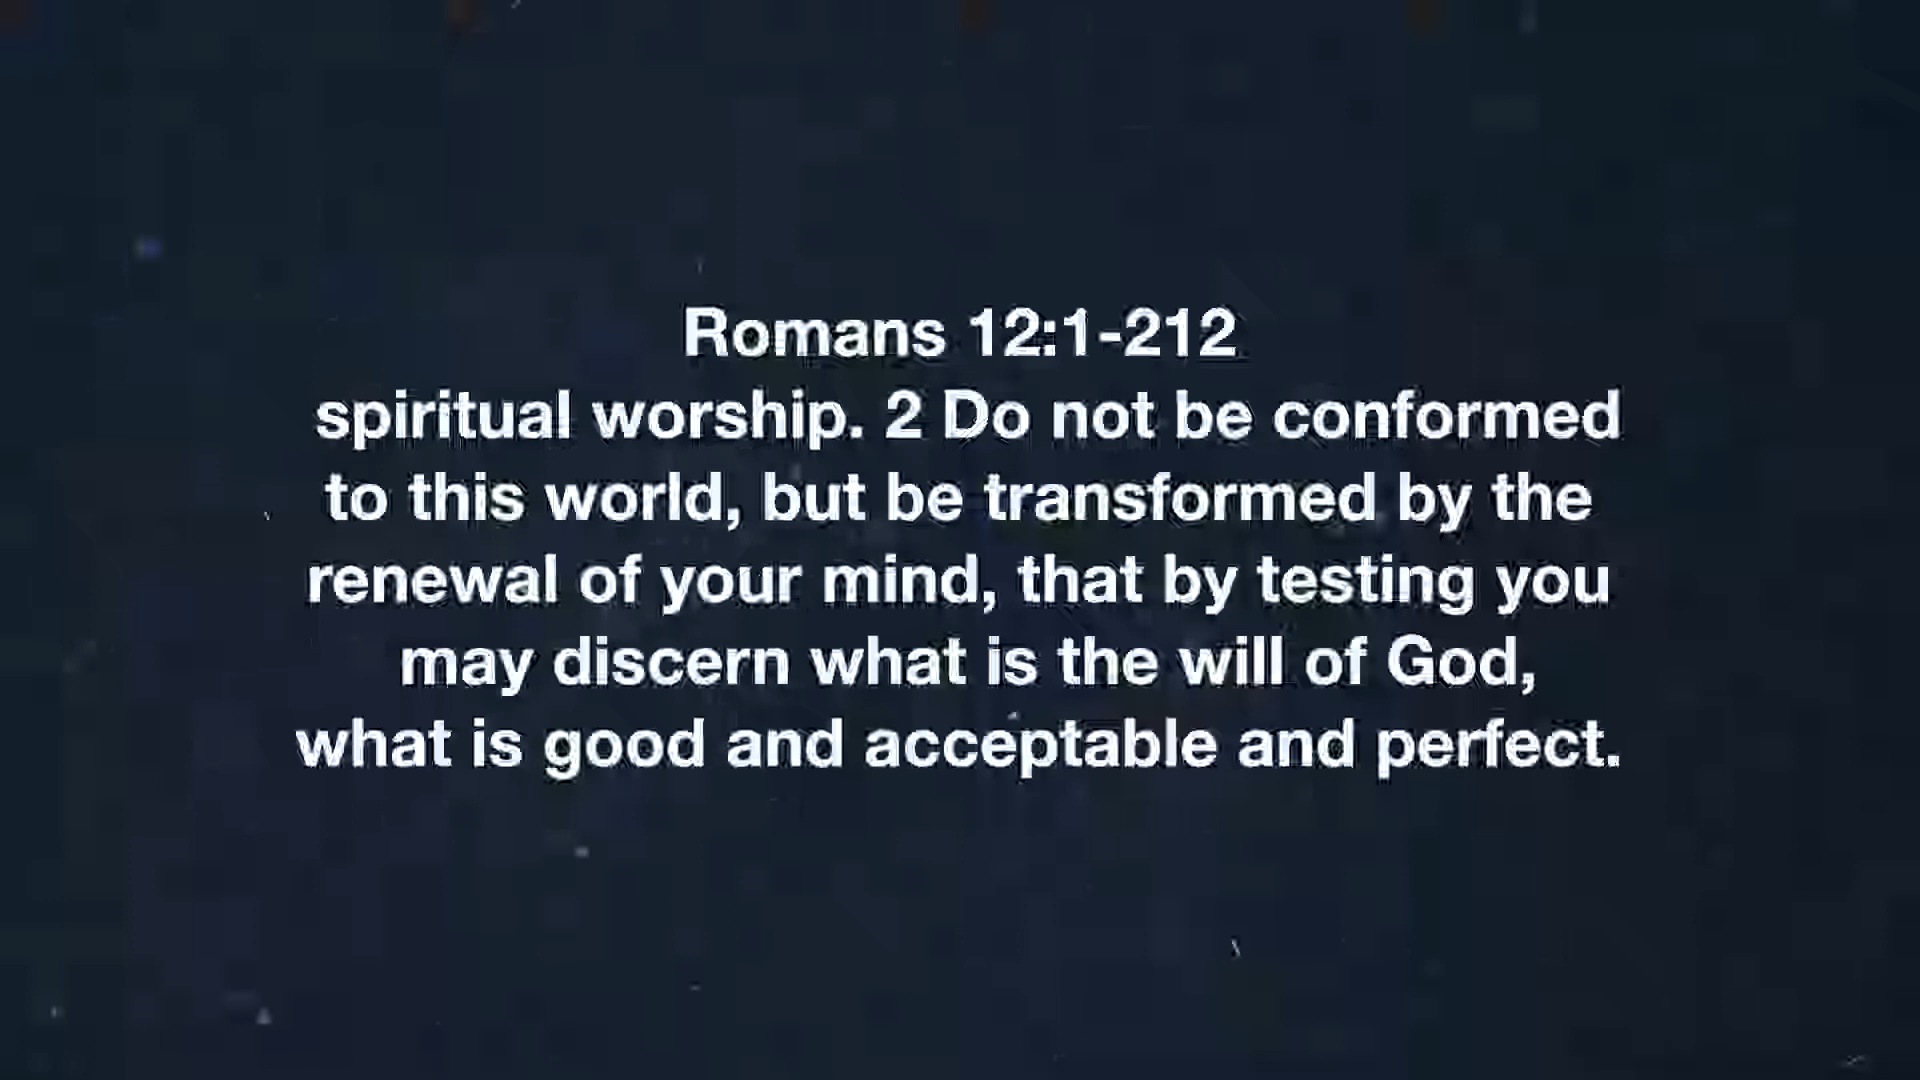 Romans 12:1-212
spiritual worship. 2 Do not be conformed
to this world, but be transformed by the
renewal of your mind, that by testing you
may discern what is the will of God,
what is good and acceptable and perfect.